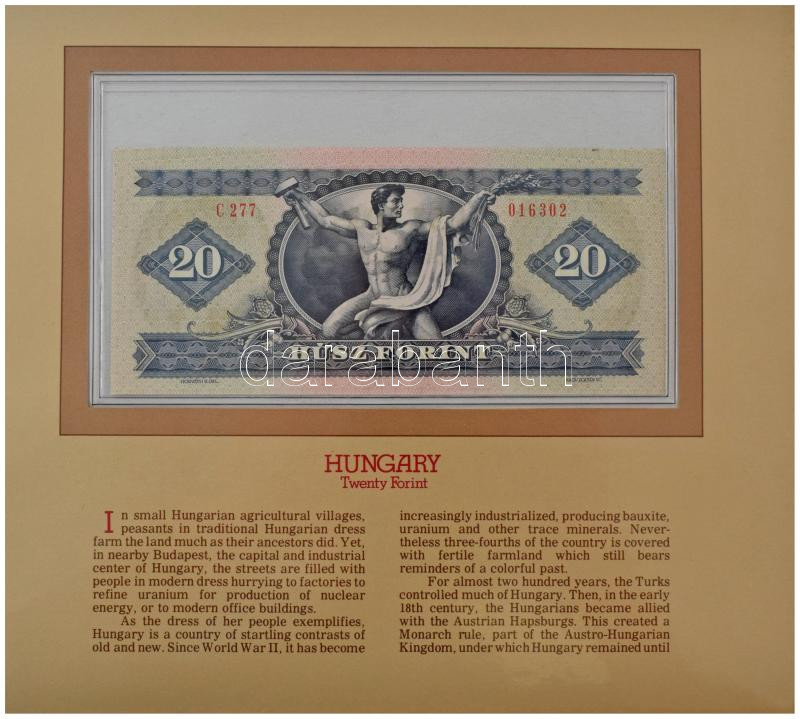 C 277
016302
20
20
HUSZ FORINT
darabanth
HORVÁTH E. DEL.
HUNGARY
Twenty Forint
In small Hungarian agricultural villages,
peasants in traditional Hungarian dress
farm the land much as their ancestors did. Yet,
in nearby Budapest, the capital and industrial
center of Hungary, the streets are filled with
people in modern dress hurrying to factories to
refine uranium for production of nuclear
energy, or to modern office buildings.
As the dress of her people exemplifies,
Hungary is a country of startling contrasts of
old and new. Since World War II, it has become
increasingly industrialized, producing bauxite,
uranium and other trace minerals. Never-
theless three-fourths of the country is covered
with fertile farmland which still bears
reminders of a colorful past.
For almost two hundred years, the Turks
controlled much of Hungary. Then, in the early
18th century, the Hungarians became allied
with the Austrian Hapsburgs. This created a
Monarch rule, part of the Austro-Hungarian
Kingdom, under which Hungary remained until